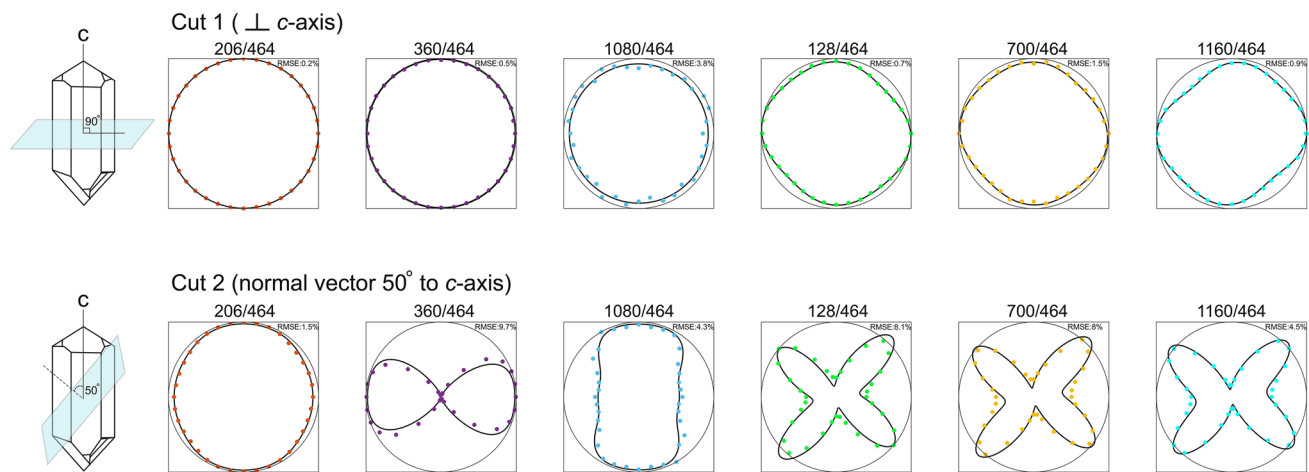 Cut 1 ( ⊥ c-axis)
c
90°
206/464
RMSE:0.2%
360/464
RMSE:0.5%
1080/464
RMSE:3.8%
128/464
RMSE:0.7%
700/464
RMSE:1.5%
1160/464
RMSE:0.9%
Cut 2 (normal vector 50° to c-axis)
c
50°
206/464
RMSE:1.5%
360/464
RMSE:9.7%
1080/464
RMSE:4.3%
128/464
RMSE:8.1%
700/464
RMSE:8%
1160/464
RMSE:4.5%